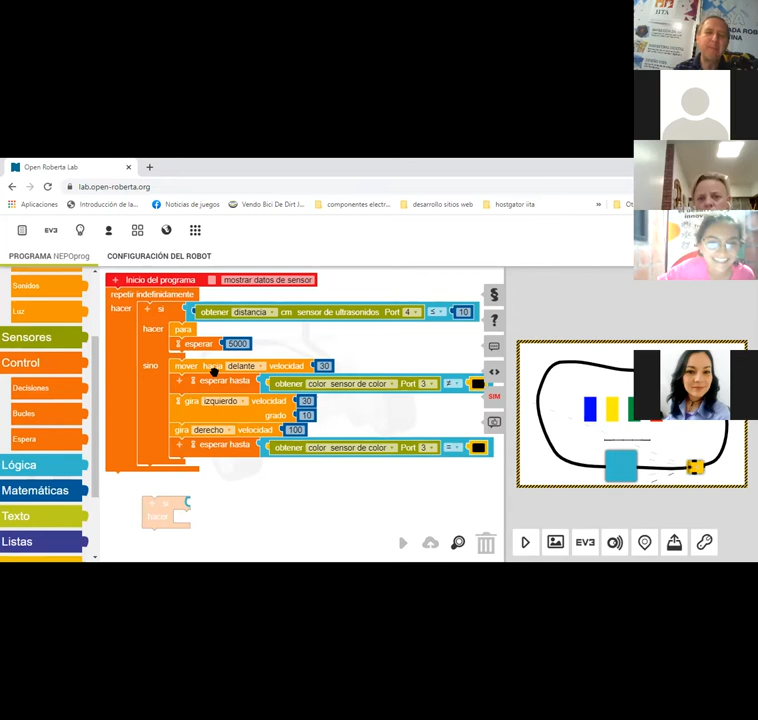 IITA
Open Roberta Lab
lab.open-roberta.org
Aplicaciones
Introducción de la...
Noticias de juegos
Vendo Bici De Dirt J...
componentes electr...
desarrollo sitios web
hostgator iitr
»
EV3
PROGRAMA NEPOprog
CONFIGURACIÓN DEL ROBOT
Sonidos
Luz
Sensores
Control
Decisiones
Bucles
Espera
Lógica
Matemáticas
Texto
Listas
+ Inicio del programa mostrar datos de sensor
repetir indefinidamente
hacer + si obtener distancia cm sensor de ultrasonidos Port 4 ≤ 10
hacer para
esperar 5000
sino mover delante velocidad 30
+ esperar hasta obtener color sensor de color Port 3 ≠
gira izquierdo velocidad 30
grado 10
gira derecho velocidad 100
+ esperar hasta obtener color sensor de color Port 3 =
+ si
hacer
?
SIM
EV3